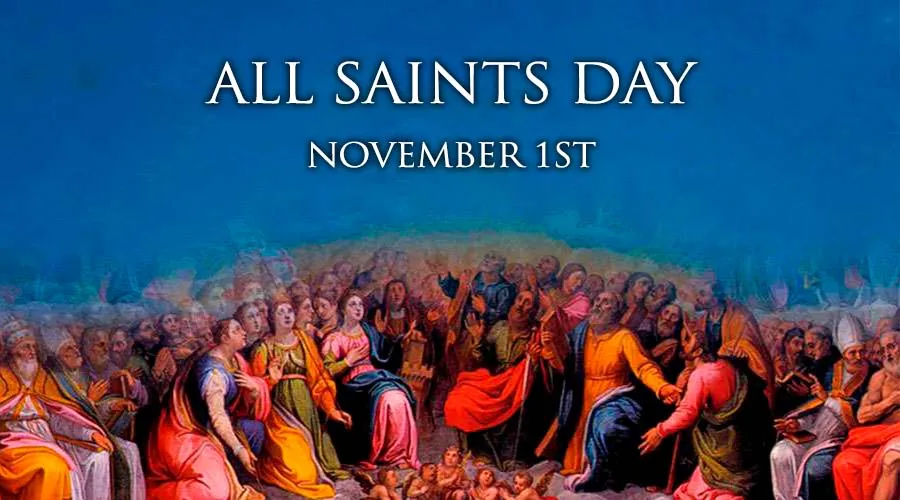 ALL SAINTS DAY
NOVEMBER 1ST